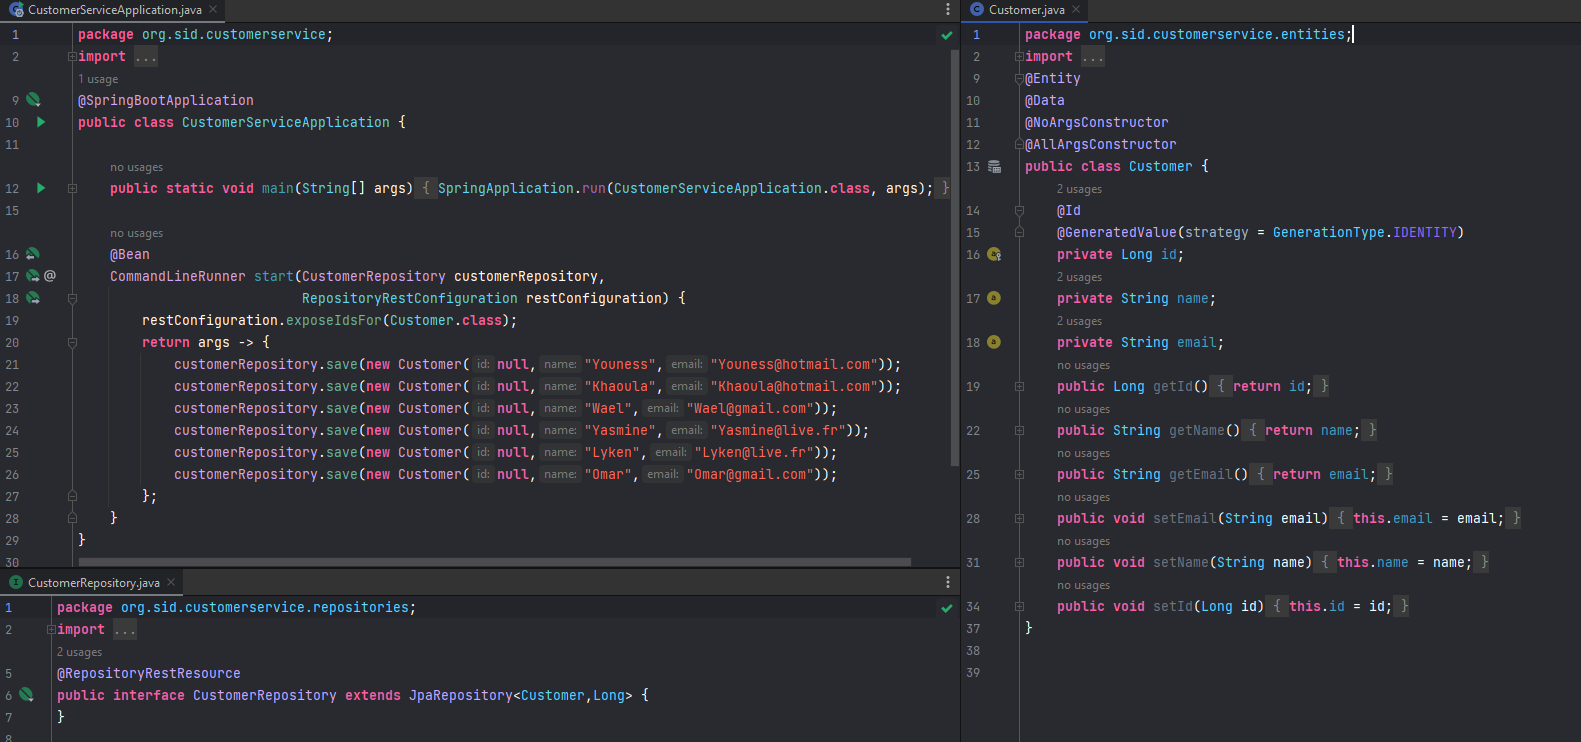 CustomerServiceApplication.java
1 package org.sid.customerservice;
2 import ...
1 usage
9 @SpringBootApplication
10 public class CustomerServiceApplication {
11
no usages
12 public static void main(String[] args) { SpringApplication.run(CustomerServiceApplication.class, args); }
15
no usages
16 @Bean
17 @ CommandLineRunner start(CustomerRepository customerRepository,
18 RepositoryRestConfiguration restConfiguration) {
19 restConfiguration.exposeIdsFor(Customer.class);
20 return args -> {
21 customerRepository.save(new Customer( id: null, name: "Youness", email: "Youness@hotmail.com"));
22 customerRepository.save(new Customer( id: null, name: "Khaoula", email: "Khaoula@hotmail.com"));
23 customerRepository.save(new Customer( id: null, name: "Wael", email: "Wael@gmail.com"));
24 customerRepository.save(new Customer( id: null, name: "Yasmine", email: "Yasmine@live.fr"));
25 customerRepository.save(new Customer( id: null, name: "Lyken", email: "Lyken@live.fr"));
26 customerRepository.save(new Customer( id: null, name: "Omar", email: "Omar@gmail.com"));
27 };
28 }
29 }
30
CustomerRepository.java
1 package org.sid.customerservice.repositories;
2 import ...
2 usages
5 @RepositoryRestResource
6 public interface CustomerRepository extends JpaRepository<Customer,Long> {
7 }
8
Customer.java
1 package org.sid.customerservice.entities;
2 import ...
9 @Entity
10 @Data
11 @NoArgsConstructor
12 @AllArgsConstructor
13 public class Customer {
2 usages
14 @Id
15 @GeneratedValue(strategy = GenerationType.IDENTITY)
16 private Long id;
2 usages
17 private String name;
2 usages
18 private String email;
no usages
19 public Long getId() { return id; }
no usages
22 public String getName() { return name; }
no usages
25 public String getEmail() { return email; }
no usages
28 public void setEmail(String email) { this.email = email; }
no usages
31 public void setName(String name) { this.name = name; }
no usages
34 public void setId(Long id) { this.id = id; }
37 }
38
39